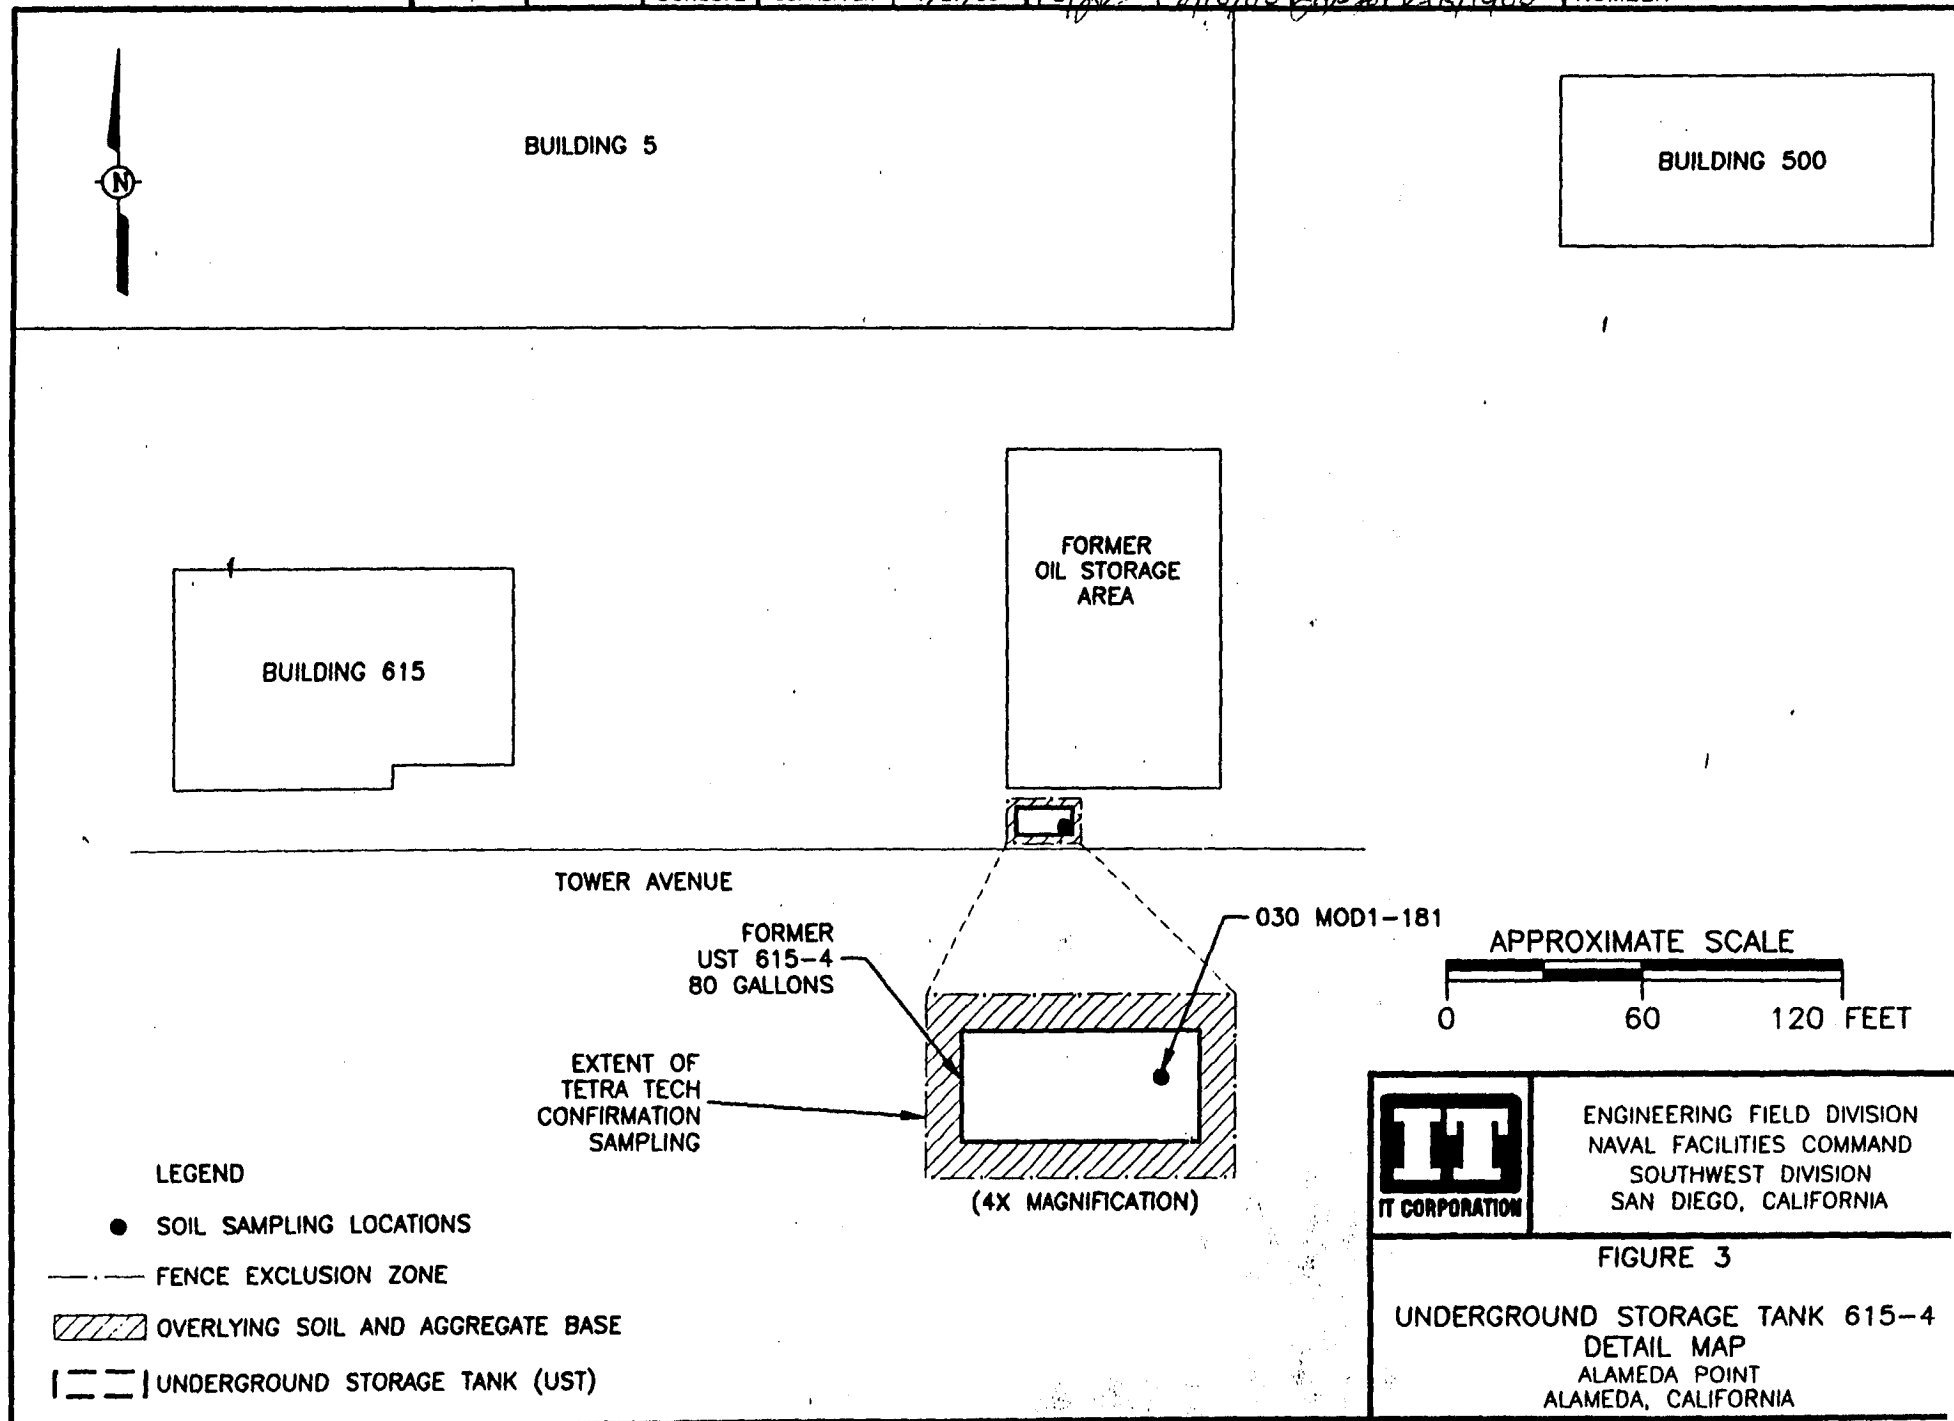 BUILDING 5
BUILDING 500
N
FORMER
OIL STORAGE
AREA
BUILDING 615
TOWER AVENUE
FORMER
UST 615-4
80 GALLONS
030 MOD1-181
APPROXIMATE SCALE
0 60 120 FEET
EXTENT OF
TETRA TECH
CONFIRMATION
SAMPLING
(4X MAGNIFICATION)
LEGEND
SOIL SAMPLING LOCATIONS
FENCE EXCLUSION ZONE
OVERLYING SOIL AND AGGREGATE BASE
UNDERGROUND STORAGE TANK (UST)
IT
IT CORPORATION
ENGINEERING FIELD DIVISION
NAVAL FACILITIES COMMAND
SOUTHWEST DIVISION
SAN DIEGO, CALIFORNIA
FIGURE 3
UNDERGROUND STORAGE TANK 615-4
DETAIL MAP
ALAMEDA POINT
ALAMEDA, CALIFORNIA